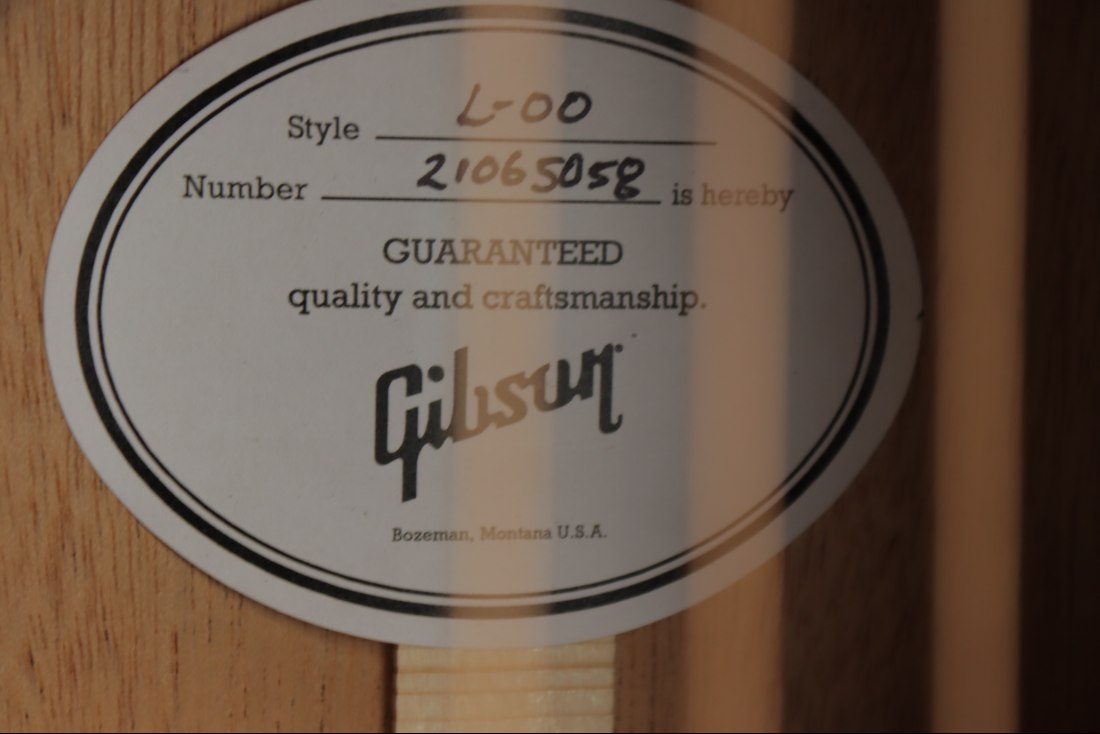 Style L-00
Number 21065058 is hereby
GUARANTEED
quality and craftsmanship.
Gibson
Bozeman, Montana U.S.A.